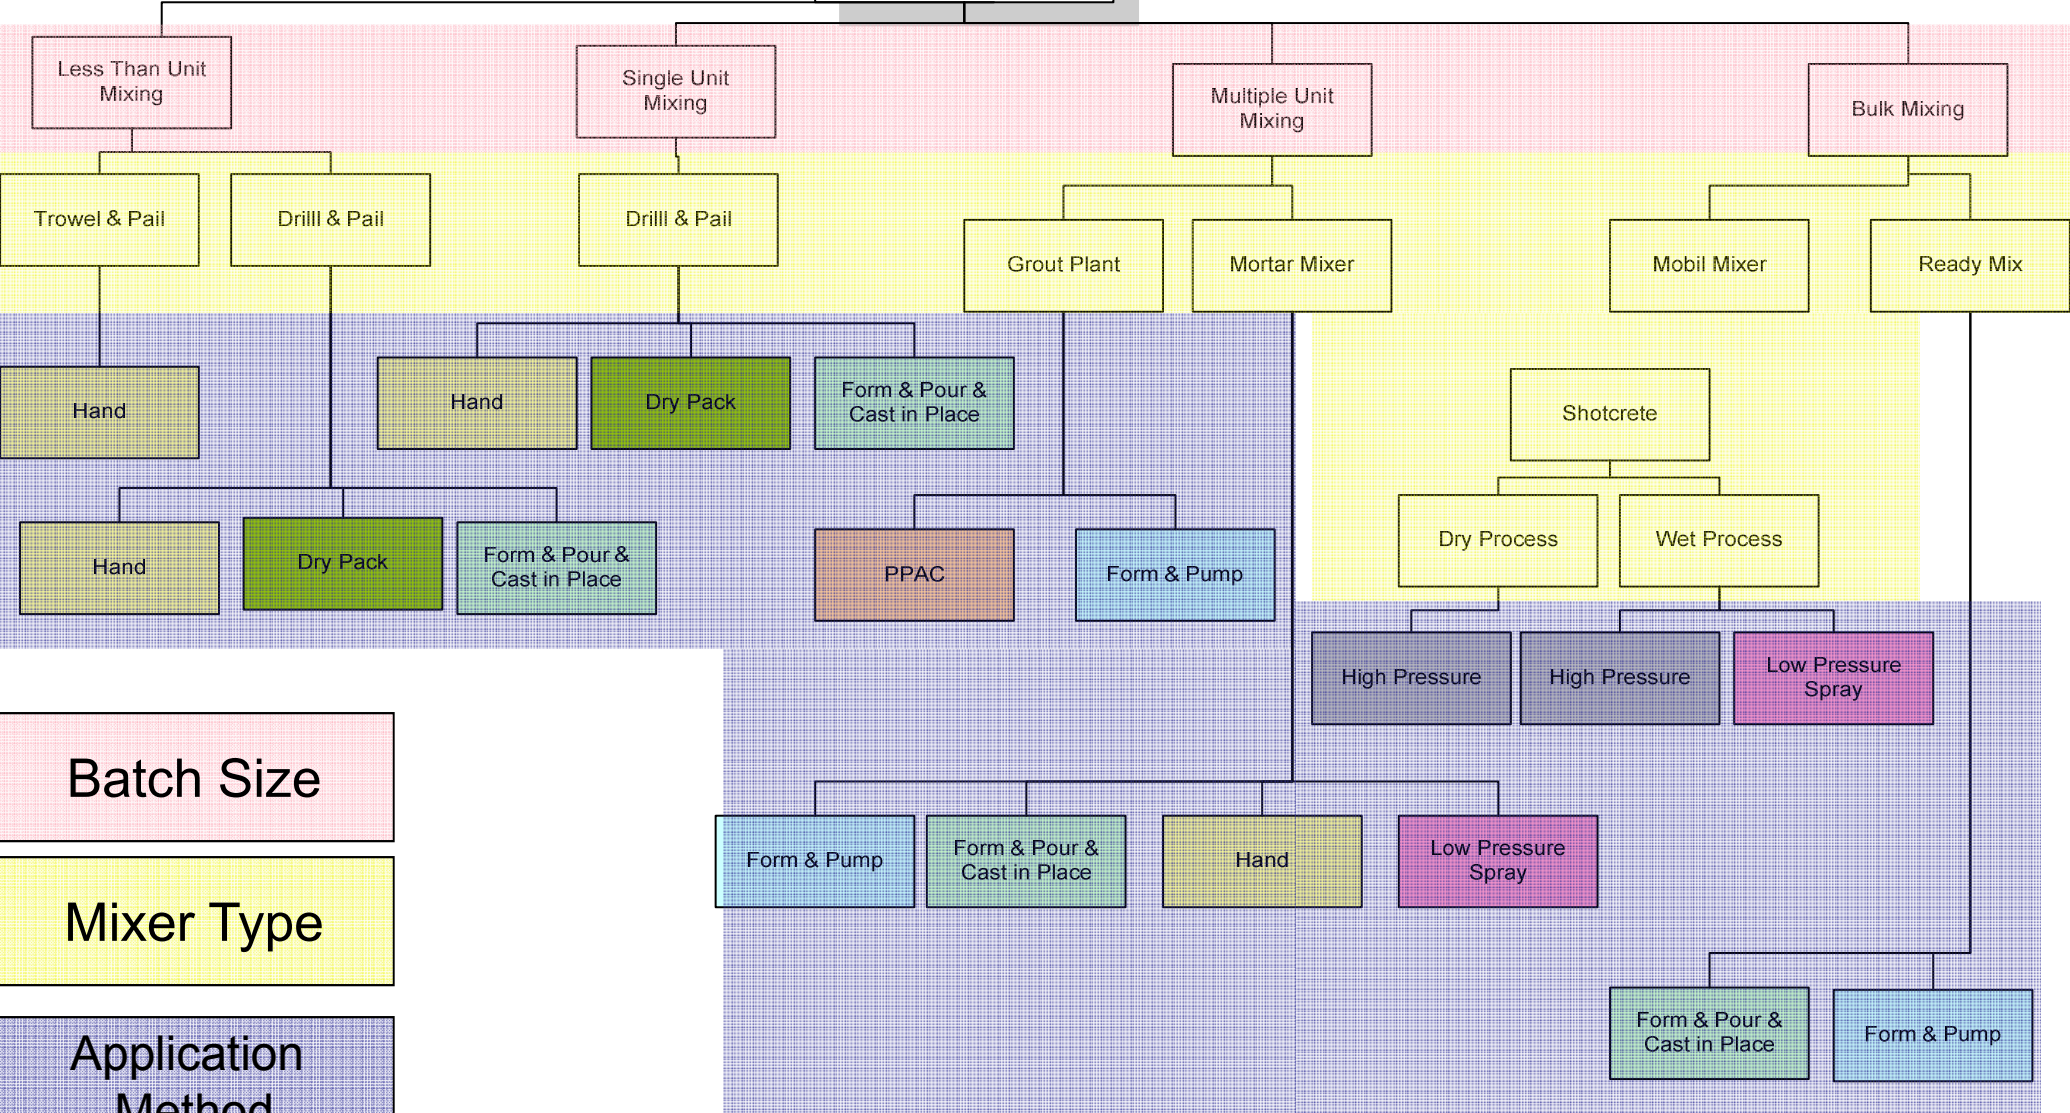 Less Than Unit
Mixing
Single Unit
Mixing
Multiple Unit
Mixing
Bulk Mixing
Trowel & Pail
Drilll & Pail
Drilll & Pail
Grout Plant
Mortar Mixer
Mobil Mixer
Ready Mix
Hand
Hand
Dry Pack
Form & Pour &
Cast in Place
Shotcrete
Hand
Dry Pack
Form & Pour &
Cast in Place
PPAC
Form & Pump
Dry Process
Wet Process
High Pressure
High Pressure
Low Pressure
Spray
Batch Size
Form & Pump
Form & Pour &
Cast in Place
Hand
Low Pressure
Spray
Mixer Type
Form & Pour &
Cast in Place
Form & Pump
Application
Method